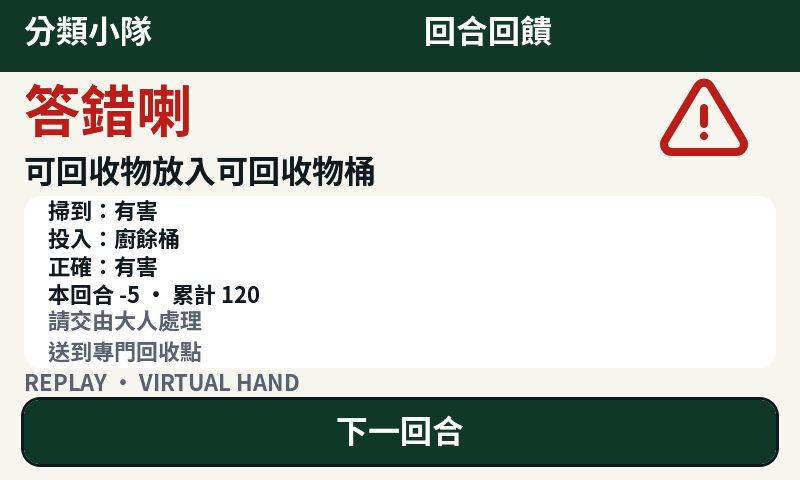 分類小隊
回合回饋
答錯喇
可回收物放入可回收物桶
掃到：有害
投入：廚餘桶
正確：有害
本回合 -5 • 累計 120
請交由大人處理
送到專門回收點
REPLAY • VIRTUAL HAND
下一回合